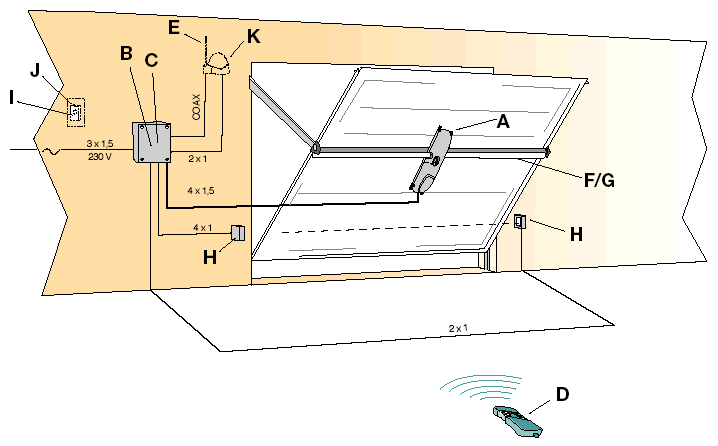 E
K
B
C
J
I
COAX
A
3 x 1,5
230 V
2 x 1
F/G
4 x 1,5
4 x 1
H
H
2 x 1
D